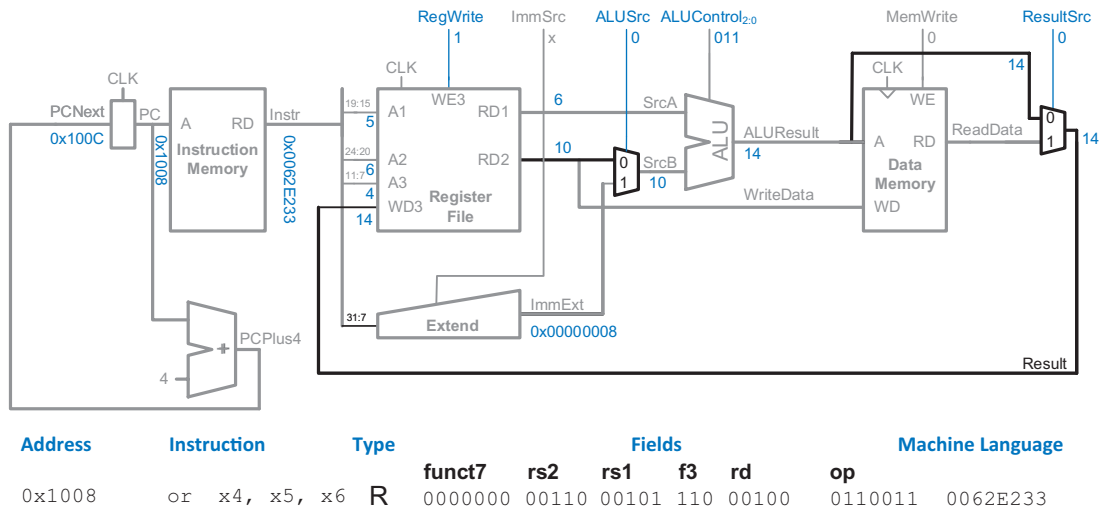 RegWrite ImmSrc ALUSrc ALUControl2:0 MemWrite ResultSrc
1 x 0 011 0 0
CLK CLK CLK 14
PCNext PC A RD Instr 19:15 A1 WE3 RD1 6 SrcA WE 0
0x100C 5 ALUResult A RD ReadData 14
Instruction 24:20 A2 RD2 10 0 SrcB ALU 14 1
Memory 6 Data
0x1008 0x0062E233 11:7 A3 1 10 Memory
4 Register WriteData
WD3 File WD
14
ImmExt
31:7 Extend 0x00000008
PCPlus4
+
4 Result
Address Instruction Type Fields Machine Language
funct7 rs2 rs1 f3 rd op
0x1008 or x4, x5, x6 R 0000000 00110 00101 110 00100 0110011 0062E233